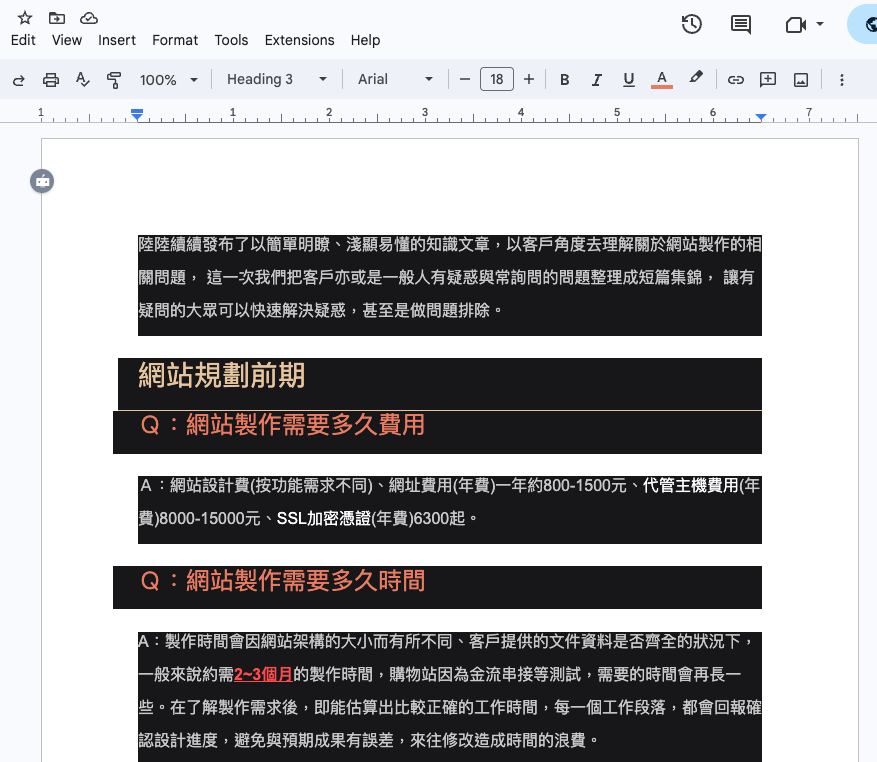 Edit View Insert Format Tools Extensions Help
100% Heading 3 Arial 18 B I U A
1 1 2 3 4 5 6 7
陸陸續續發布了以簡單明瞭、淺顯易懂的知識文章，以客戶角度去理解關於網站製作的相
關問題， 這一次我們把客戶亦或是一般人有疑惑與常詢問的問題整理成短篇集錦， 讓有
疑問的大眾可以快速解決疑惑，甚至是做問題排除。
網站規劃前期
Ｑ：網站製作需要多久費用
Ａ：網站設計費(按功能需求不同)、網址費用(年費)一年約800-1500元、代管主機費用(年
費)8000-15000元、SSL加密憑證(年費)6300起。
Ｑ：網站製作需要多久時間
A：製作時間會因網站架構的大小而有所不同、客戶提供的文件資料是否齊全的狀況下，
一般來說約需2~3個月的製作時間，購物站因為金流串接等測試，需要的時間會再長一
些。在了解製作需求後，即能估算出比較正確的工作時間，每一個工作段落，都會回報確
認設計進度，避免與預期成果有誤差，來往修改造成時間的浪費。